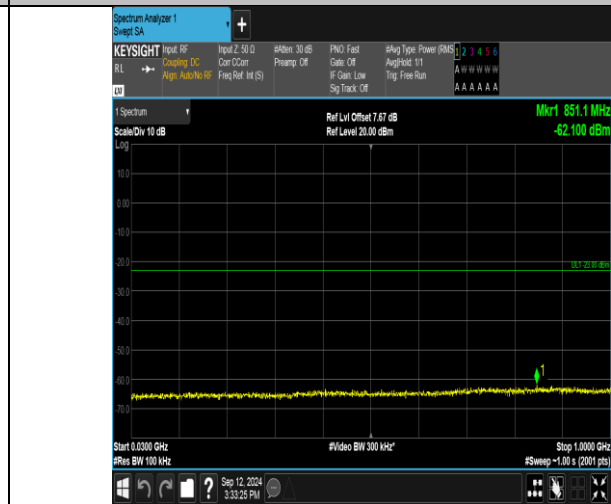 Spectrum Analyzer 1
Swept SA
+
KEYSIGHT
RL
LXI
Input: RF
Coupling: DC
Align: Auto/No RF
Input Z: 50 Ω
Corr CCorr
Freq Ref: Int (S)
#Atten: 30 dB
Preamp: Off
PNO: Fast
Gate: Off
IF Gain: Low
Sig Track: Off
#Avg Type: Power (RMS
Avg|Hold: 1/1
Trig: Free Run
1 2 3 4 5 6
A W W W W W
A A A A A A
1 Spectrum
Scale/Div 10 dB
Ref Lvl Offset 7.67 dB
Ref Level 20.00 dBm
Mkr1 851.1 MHz
-62.100 dBm
Log
10.0
0.00
-10.0
-20.0
DL1 -23.00 dBm
-30.0
-40.0
-50.0
1
-60.0
-70.0
Start 0.0300 GHz
#Video BW 300 kHz*
Stop 1.0000 GHz
#Res BW 100 kHz
#Sweep ~1.00 s (2001 pts)
?
Sep 12, 2024
3:33:25 PM